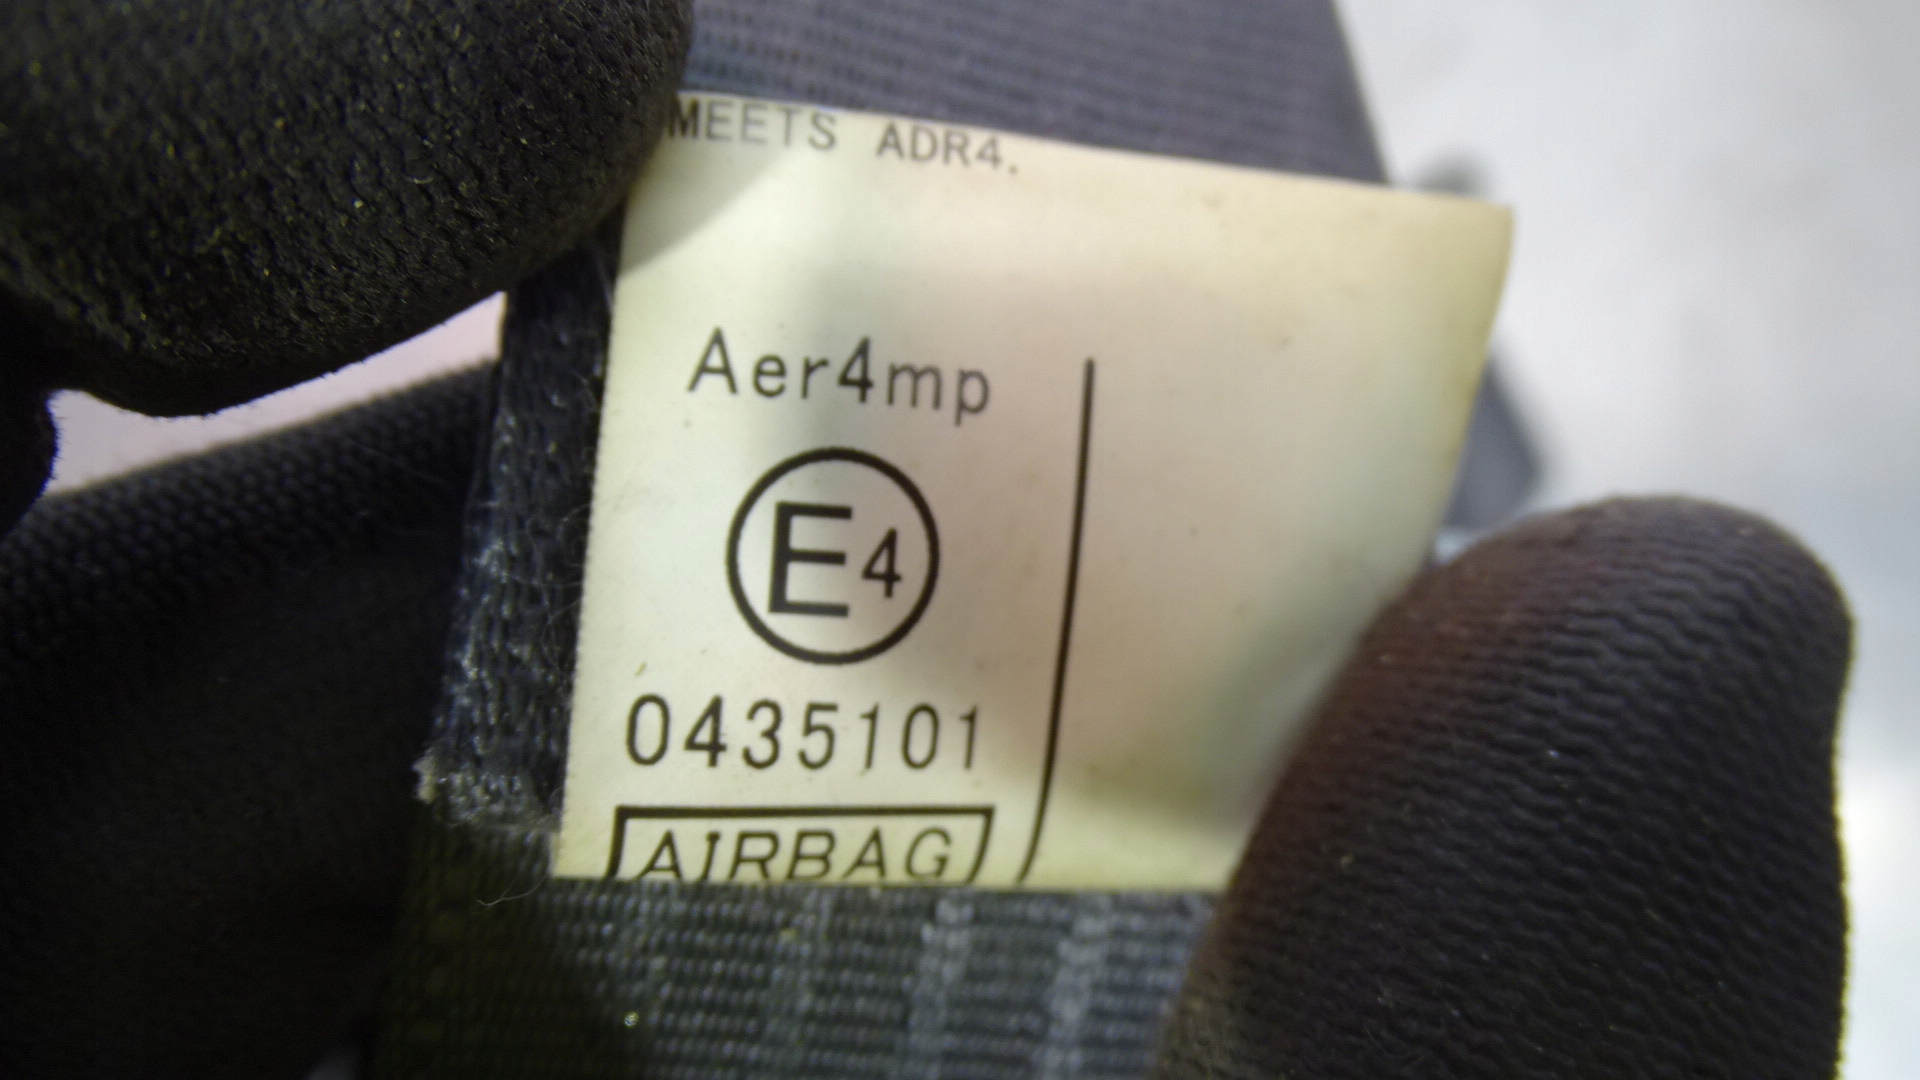 MEETS ADR4.
Aer4mp
E4
0435101
AIRBAG